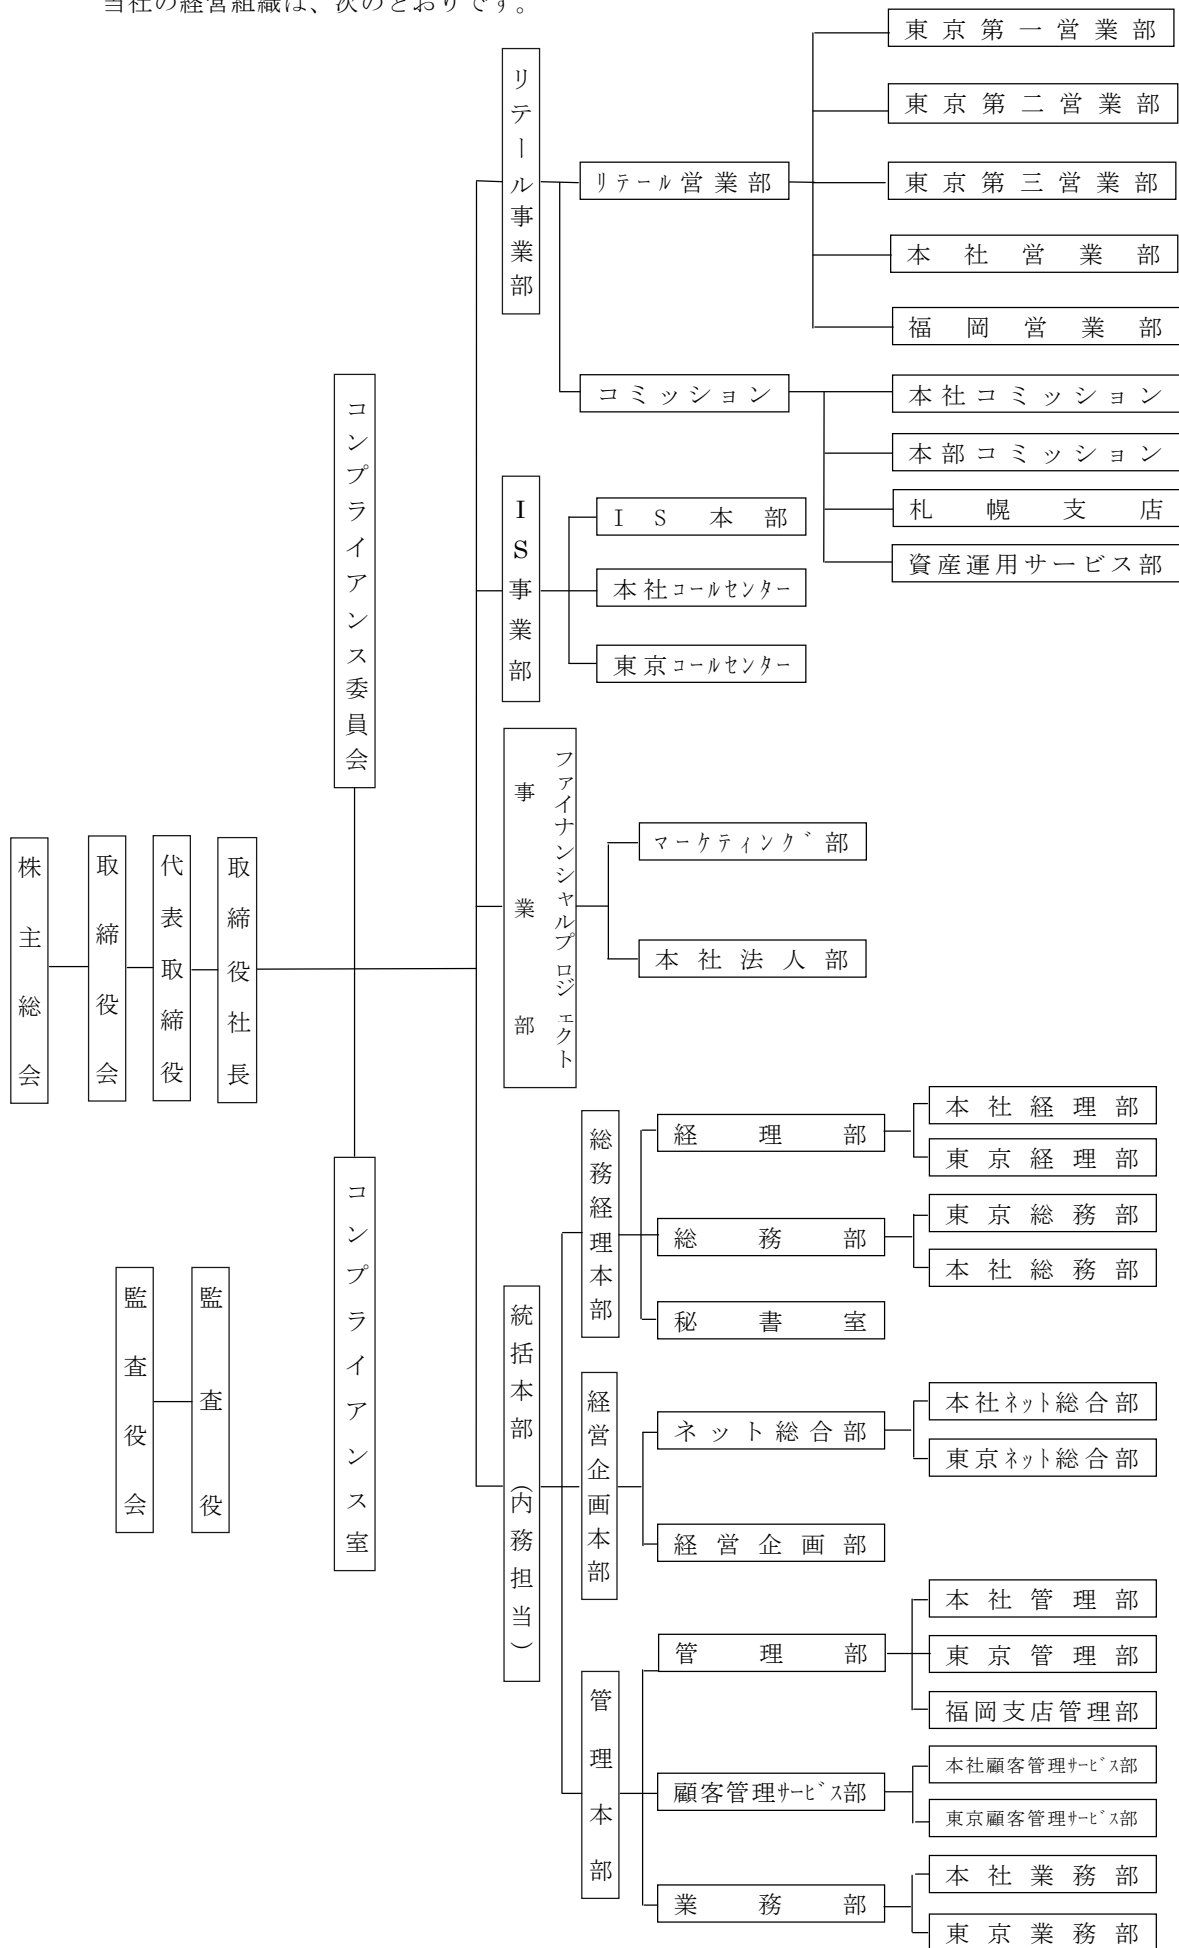 当社の経営組織は、次のとおりです。
株主総会
取締役会
代表取締役
取締役社長
監査役会
監査役
コンプライアンス委員会
コンプライアンス室
リテール事業部
リテール営業部
東京第一営業部
東京第二営業部
東京第三営業部
本社営業部
福岡営業部
コミッション
本社コミッション
本部コミッション
札幌支店
資産運用サービス部
IS事業部
IS本部
本社コールセンター
東京コールセンター
ファイナンシャルプロジェクト
事業部
マーケティング部
本社法人部
統括本部(内務担当)
総務経理本部
経理部
本社経理部
東京経理部
総務部
東京総務部
本社総務部
秘書室
経営企画本部
ネット総合部
本社ネット総合部
東京ネット総合部
経営企画部
管理本部
管理部
本社管理部
東京管理部
福岡支店管理部
顧客管理サービス部
本社顧客管理サービス部
東京顧客管理サービス部
業務部
本社業務部
東京業務部